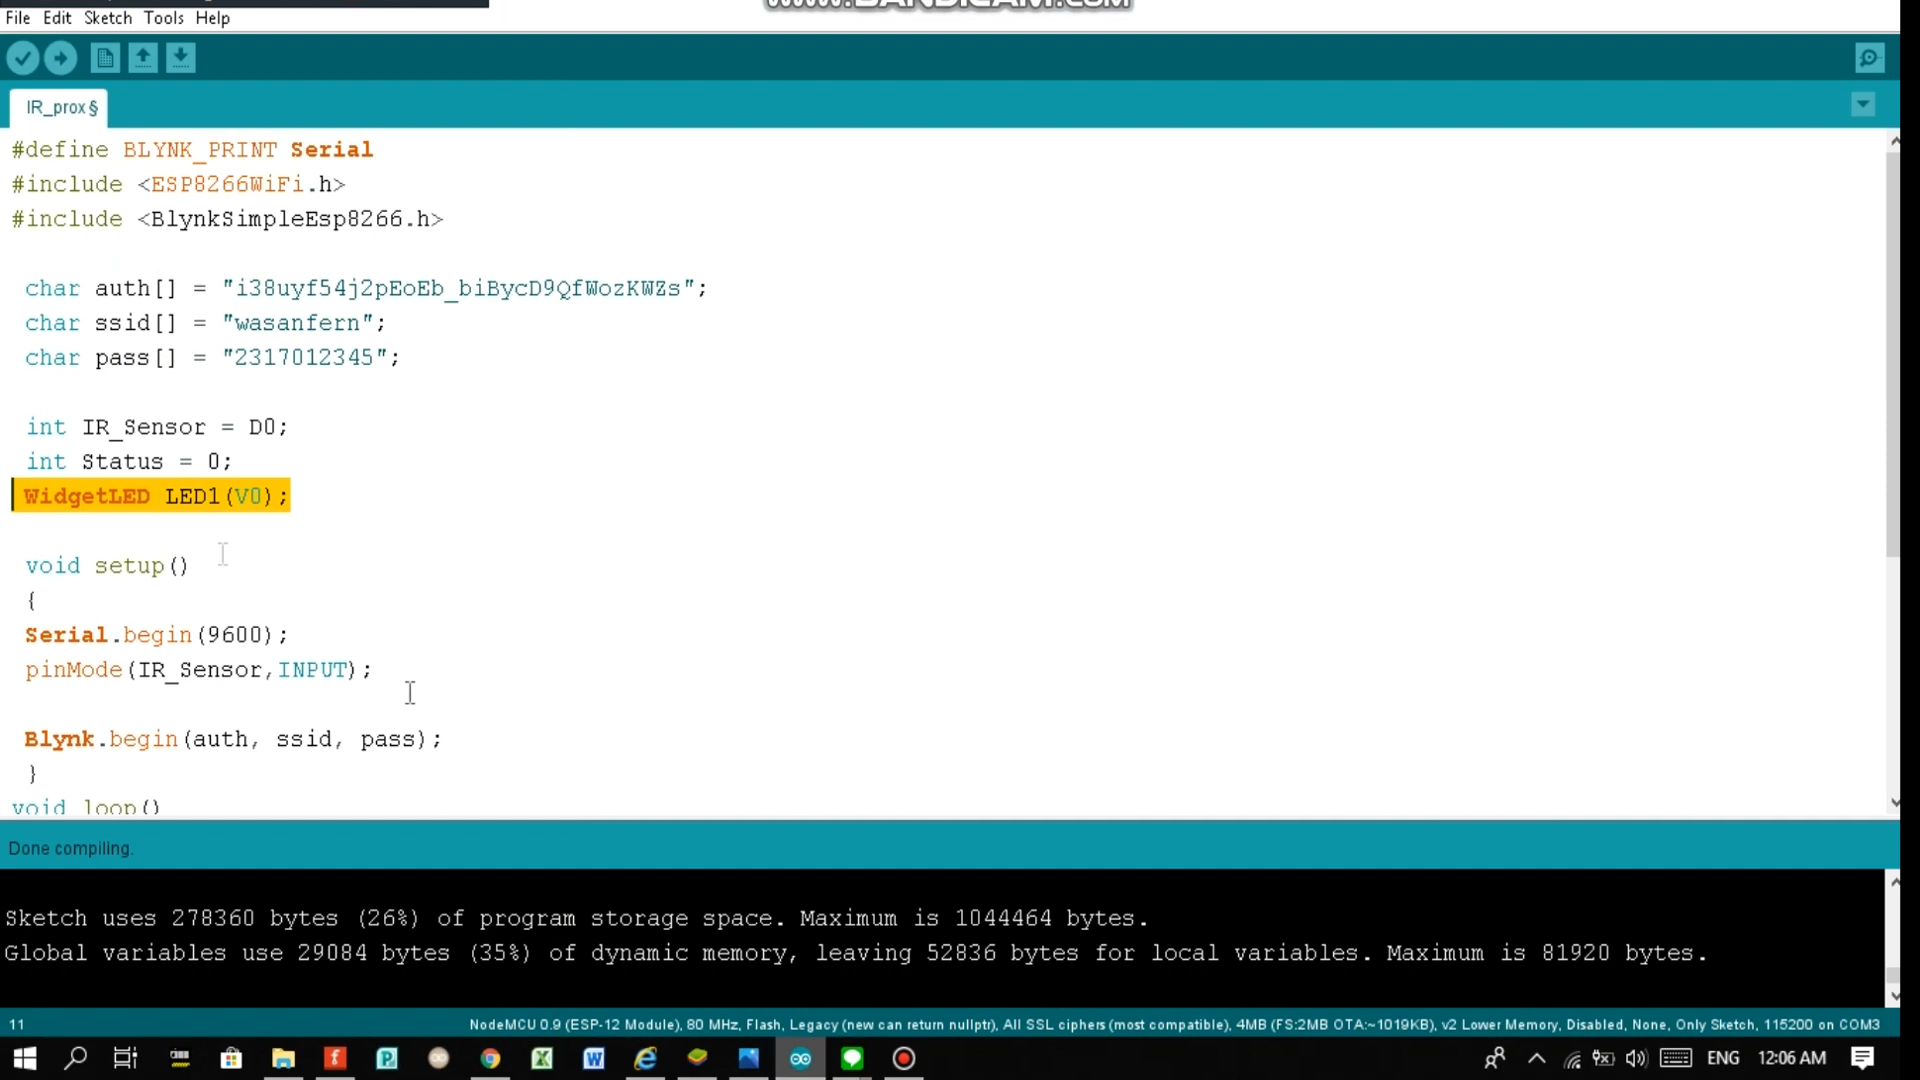 www.BANDICAM.com
File Edit Sketch Tools Help
IR_prox §
#define BLYNK_PRINT Serial
#include <ESP8266WiFi.h>
#include <BlynkSimpleEsp8266.h>
char auth[] = "i38uyf54j2pEoEb_biBycD9QfWozKWZs";
char ssid[] = "wasanfern";
char pass[] = "2317012345";
int IR_Sensor = D0;
int Status = 0;
WidgetLED LED1(V0);
void setup()
{
Serial.begin(9600);
pinMode(IR_Sensor,INPUT);
Blynk.begin(auth, ssid, pass);
}
void loop()
Done compiling.
Sketch uses 278360 bytes (26%) of program storage space. Maximum is 1044464 bytes.
Global variables use 29084 bytes (35%) of dynamic memory, leaving 52836 bytes for local variables. Maximum is 81920 bytes.
11 NodeMCU 0.9 (ESP-12 Module), 80 MHz, Flash, Legacy (new can return nullptr), All SSL ciphers (most compatible), 4MB (FS:2MB OTA:~1019KB), v2 Lower Memory, Disabled, None, Only Sketch, 115200 on COM3
ENG 12:06 AM